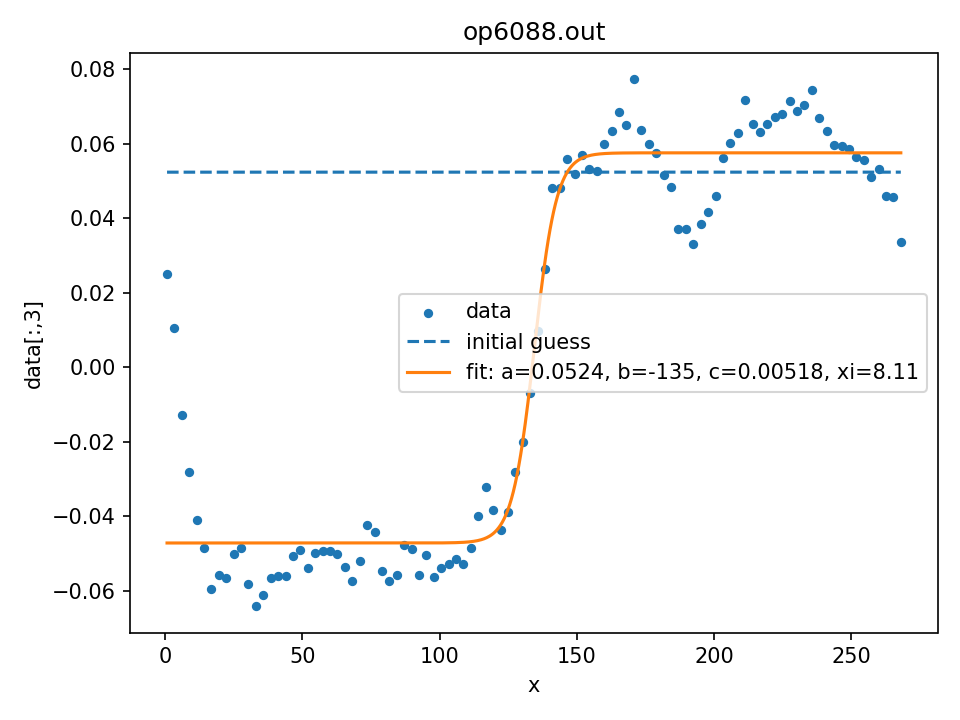 op6088.out
0.08
0.06
0.04
0.02
0.00
−0.02
−0.04
−0.06
data[:,3]
data
initial guess
fit: a=0.0524, b=-135, c=0.00518, xi=8.11
0 50 100 150 200 250
x